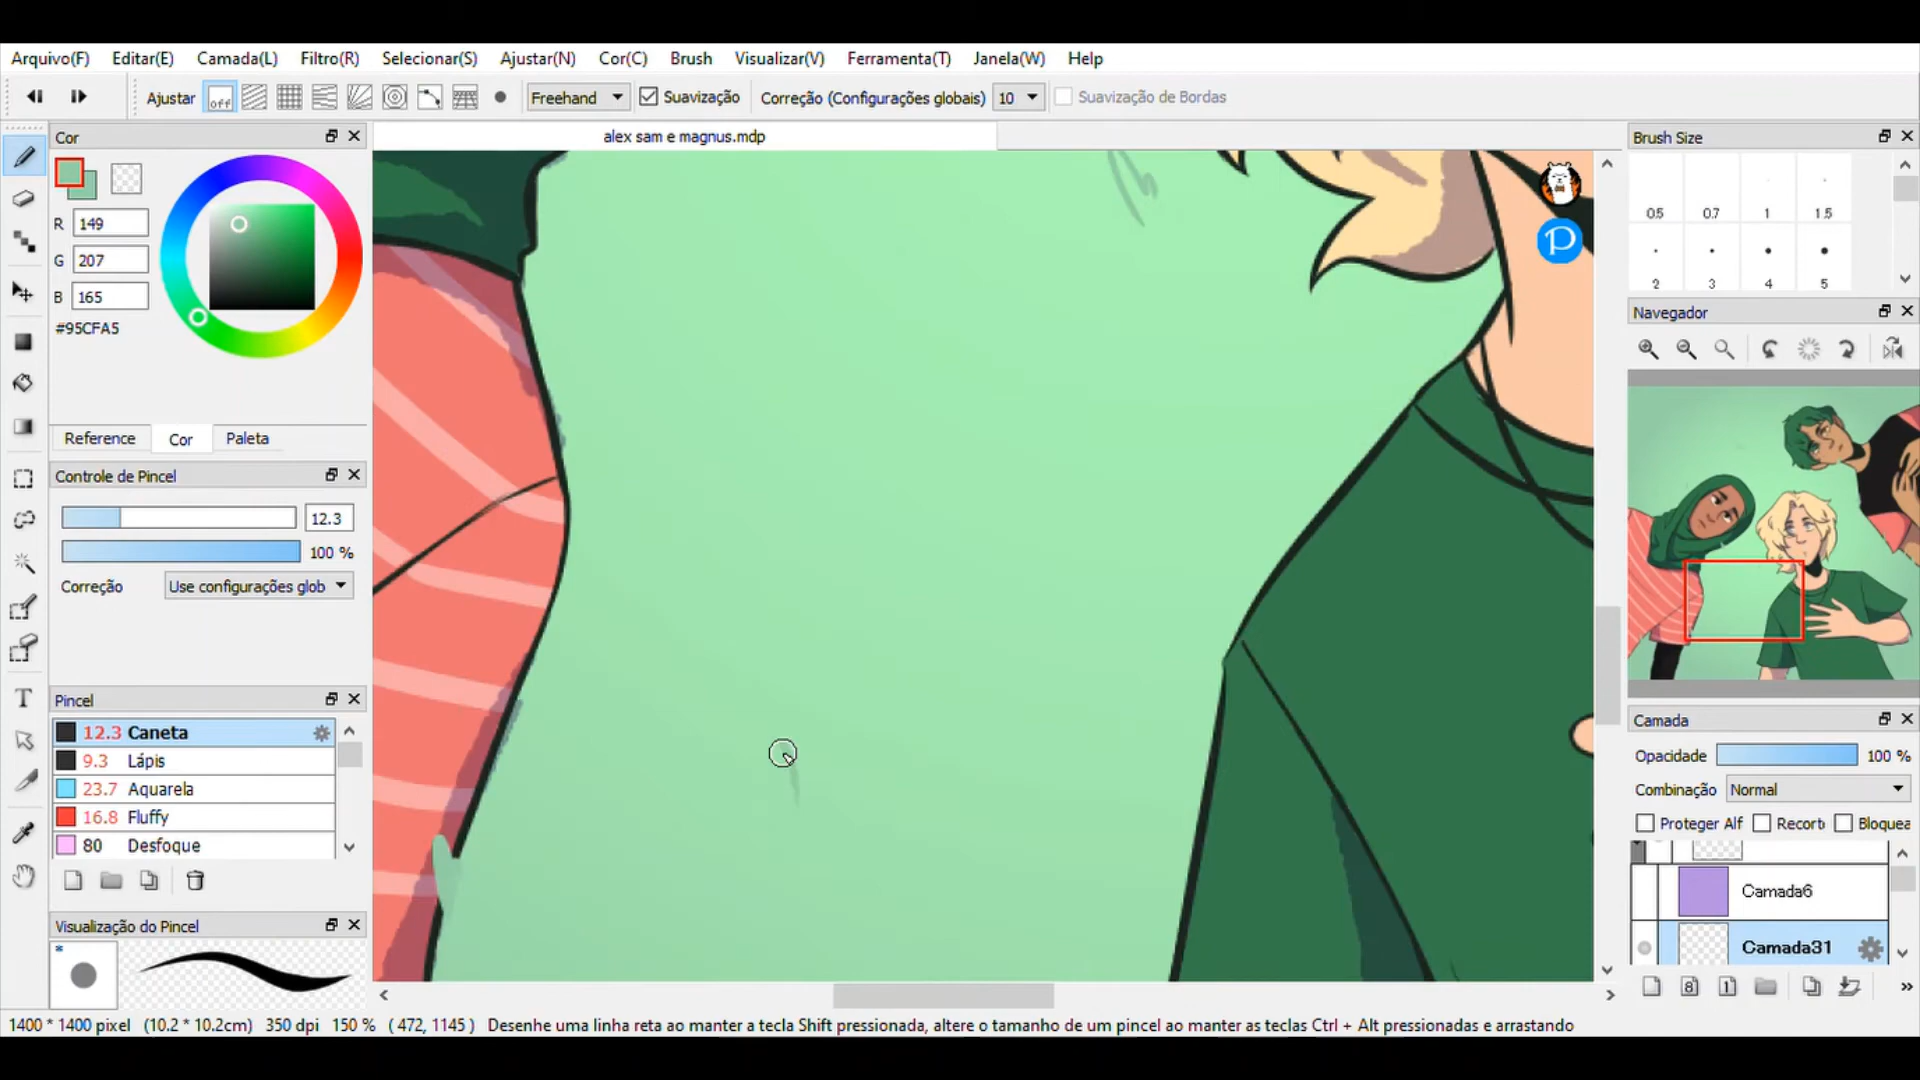 Arquivo(F) Editar(E) Camada(L) Filtro(R) Selecionar(S) Ajustar(N) Cor(C) Brush Visualizar(V) Ferramenta(T) Janela(W) Help
Ajustar off Freehand Suavização Correção (Configurações globais) 10 Suavização de Bordas
Cor
alex sam e magnus.mdp
R 149
G 207
B 165
#95CFA5
Reference Cor Paleta
Controle de Pincel
12.3
100 %
Correção Use configurações glob
Pincel
12.3 Caneta
9.3 Lápis
23.7 Aquarela
16.8 Fluffy
80 Desfoque
Visualização do Pincel
*
P
Brush Size
0.5 0.7 1 1.5
2 3 4 5
Navegador
Camada
Opacidade 100 %
Combinação Normal
Proteger Alf Recort Bloquea
Camada6
Camada31
8 1
1400 * 1400 pixel (10.2 * 10.2cm) 350 dpi 150 % ( 472, 1145 ) Desenhe uma linha reta ao manter a tecla Shift pressionada, altere o tamanho de um pincel ao manter as teclas Ctrl + Alt pressionadas e arrastando